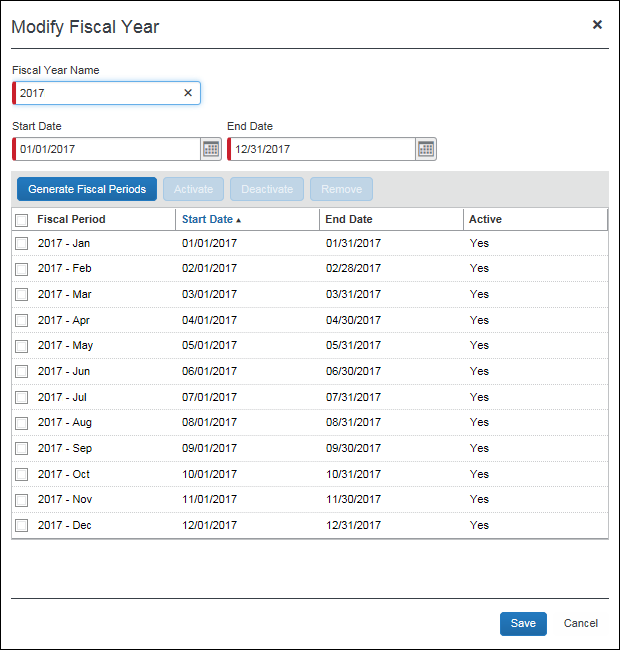 Modify Fiscal Year
Fiscal Year Name
2017
Start Date End Date
01/01/2017 12/31/2017
Generate Fiscal Periods Activate Deactivate Remove
Fiscal Period Start Date End Date Active
2017 - Jan 01/01/2017 01/31/2017 Yes
2017 - Feb 02/01/2017 02/28/2017 Yes
2017 - Mar 03/01/2017 03/31/2017 Yes
2017 - Apr 04/01/2017 04/30/2017 Yes
2017 - May 05/01/2017 05/31/2017 Yes
2017 - Jun 06/01/2017 06/30/2017 Yes
2017 - Jul 07/01/2017 07/31/2017 Yes
2017 - Aug 08/01/2017 08/31/2017 Yes
2017 - Sep 09/01/2017 09/30/2017 Yes
2017 - Oct 10/01/2017 10/31/2017 Yes
2017 - Nov 11/01/2017 11/30/2017 Yes
2017 - Dec 12/01/2017 12/31/2017 Yes
Save Cancel